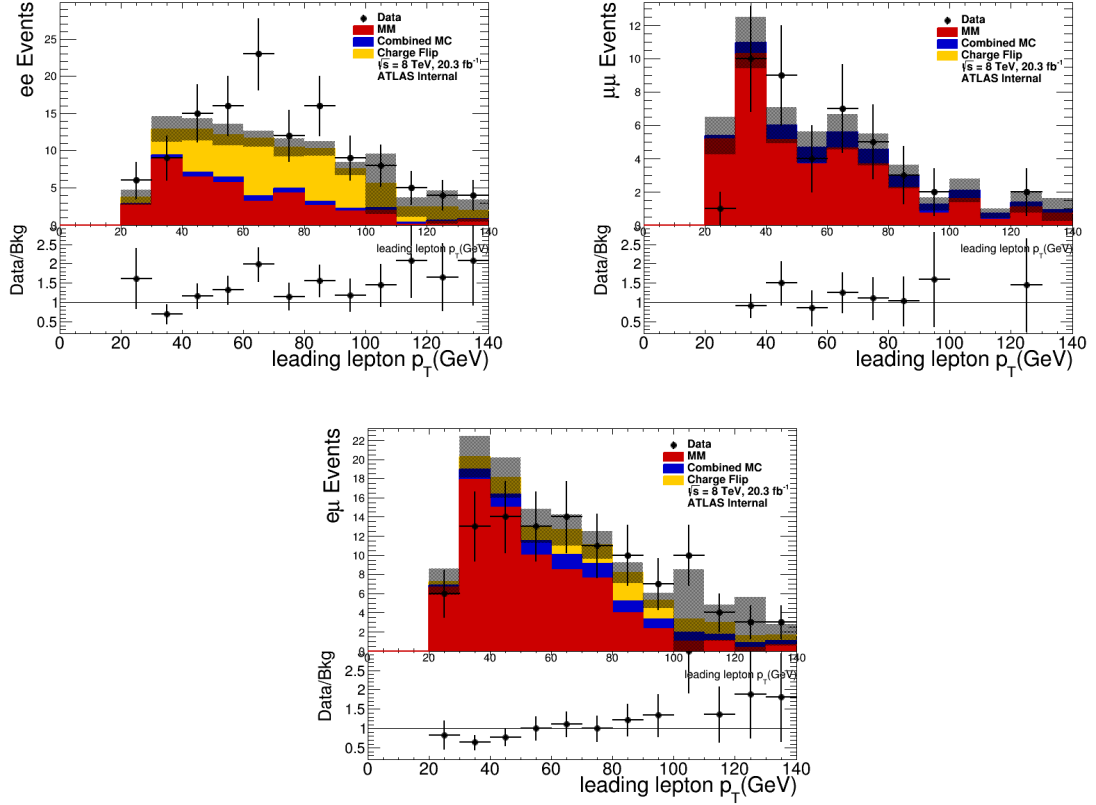 ee Events
25
20
15
10
5
0
Data
MM
Combined MC
Charge Flip
√s = 8 TeV, 20.3 fb⁻¹
ATLAS Internal
0 20 40 60 80 100 120 140
leading lepton p_T(GeV)
Data/Bkg
2.5
2
1.5
1
0.5
0 20 40 60 80 100 120 140
leading lepton p_T(GeV)
μμ Events
12
10
8
6
4
2
0
Data
MM
Combined MC
Charge Flip
√s = 8 TeV, 20.3 fb⁻¹
ATLAS Internal
0 20 40 60 80 100 120 140
leading lepton p_T(GeV)
Data/Bkg
2.5
2
1.5
1
0.5
0 20 40 60 80 100 120 140
leading lepton p_T(GeV)
eμ Events
22
20
18
16
14
12
10
8
6
4
2
0
Data
MM
Combined MC
Charge Flip
√s = 8 TeV, 20.3 fb⁻¹
ATLAS Internal
0 20 40 60 80 100 120 140
leading lepton p_T(GeV)
Data/Bkg
2.5
2
1.5
1
0.5
0 20 40 60 80 100 120 140
leading lepton p_T(GeV)